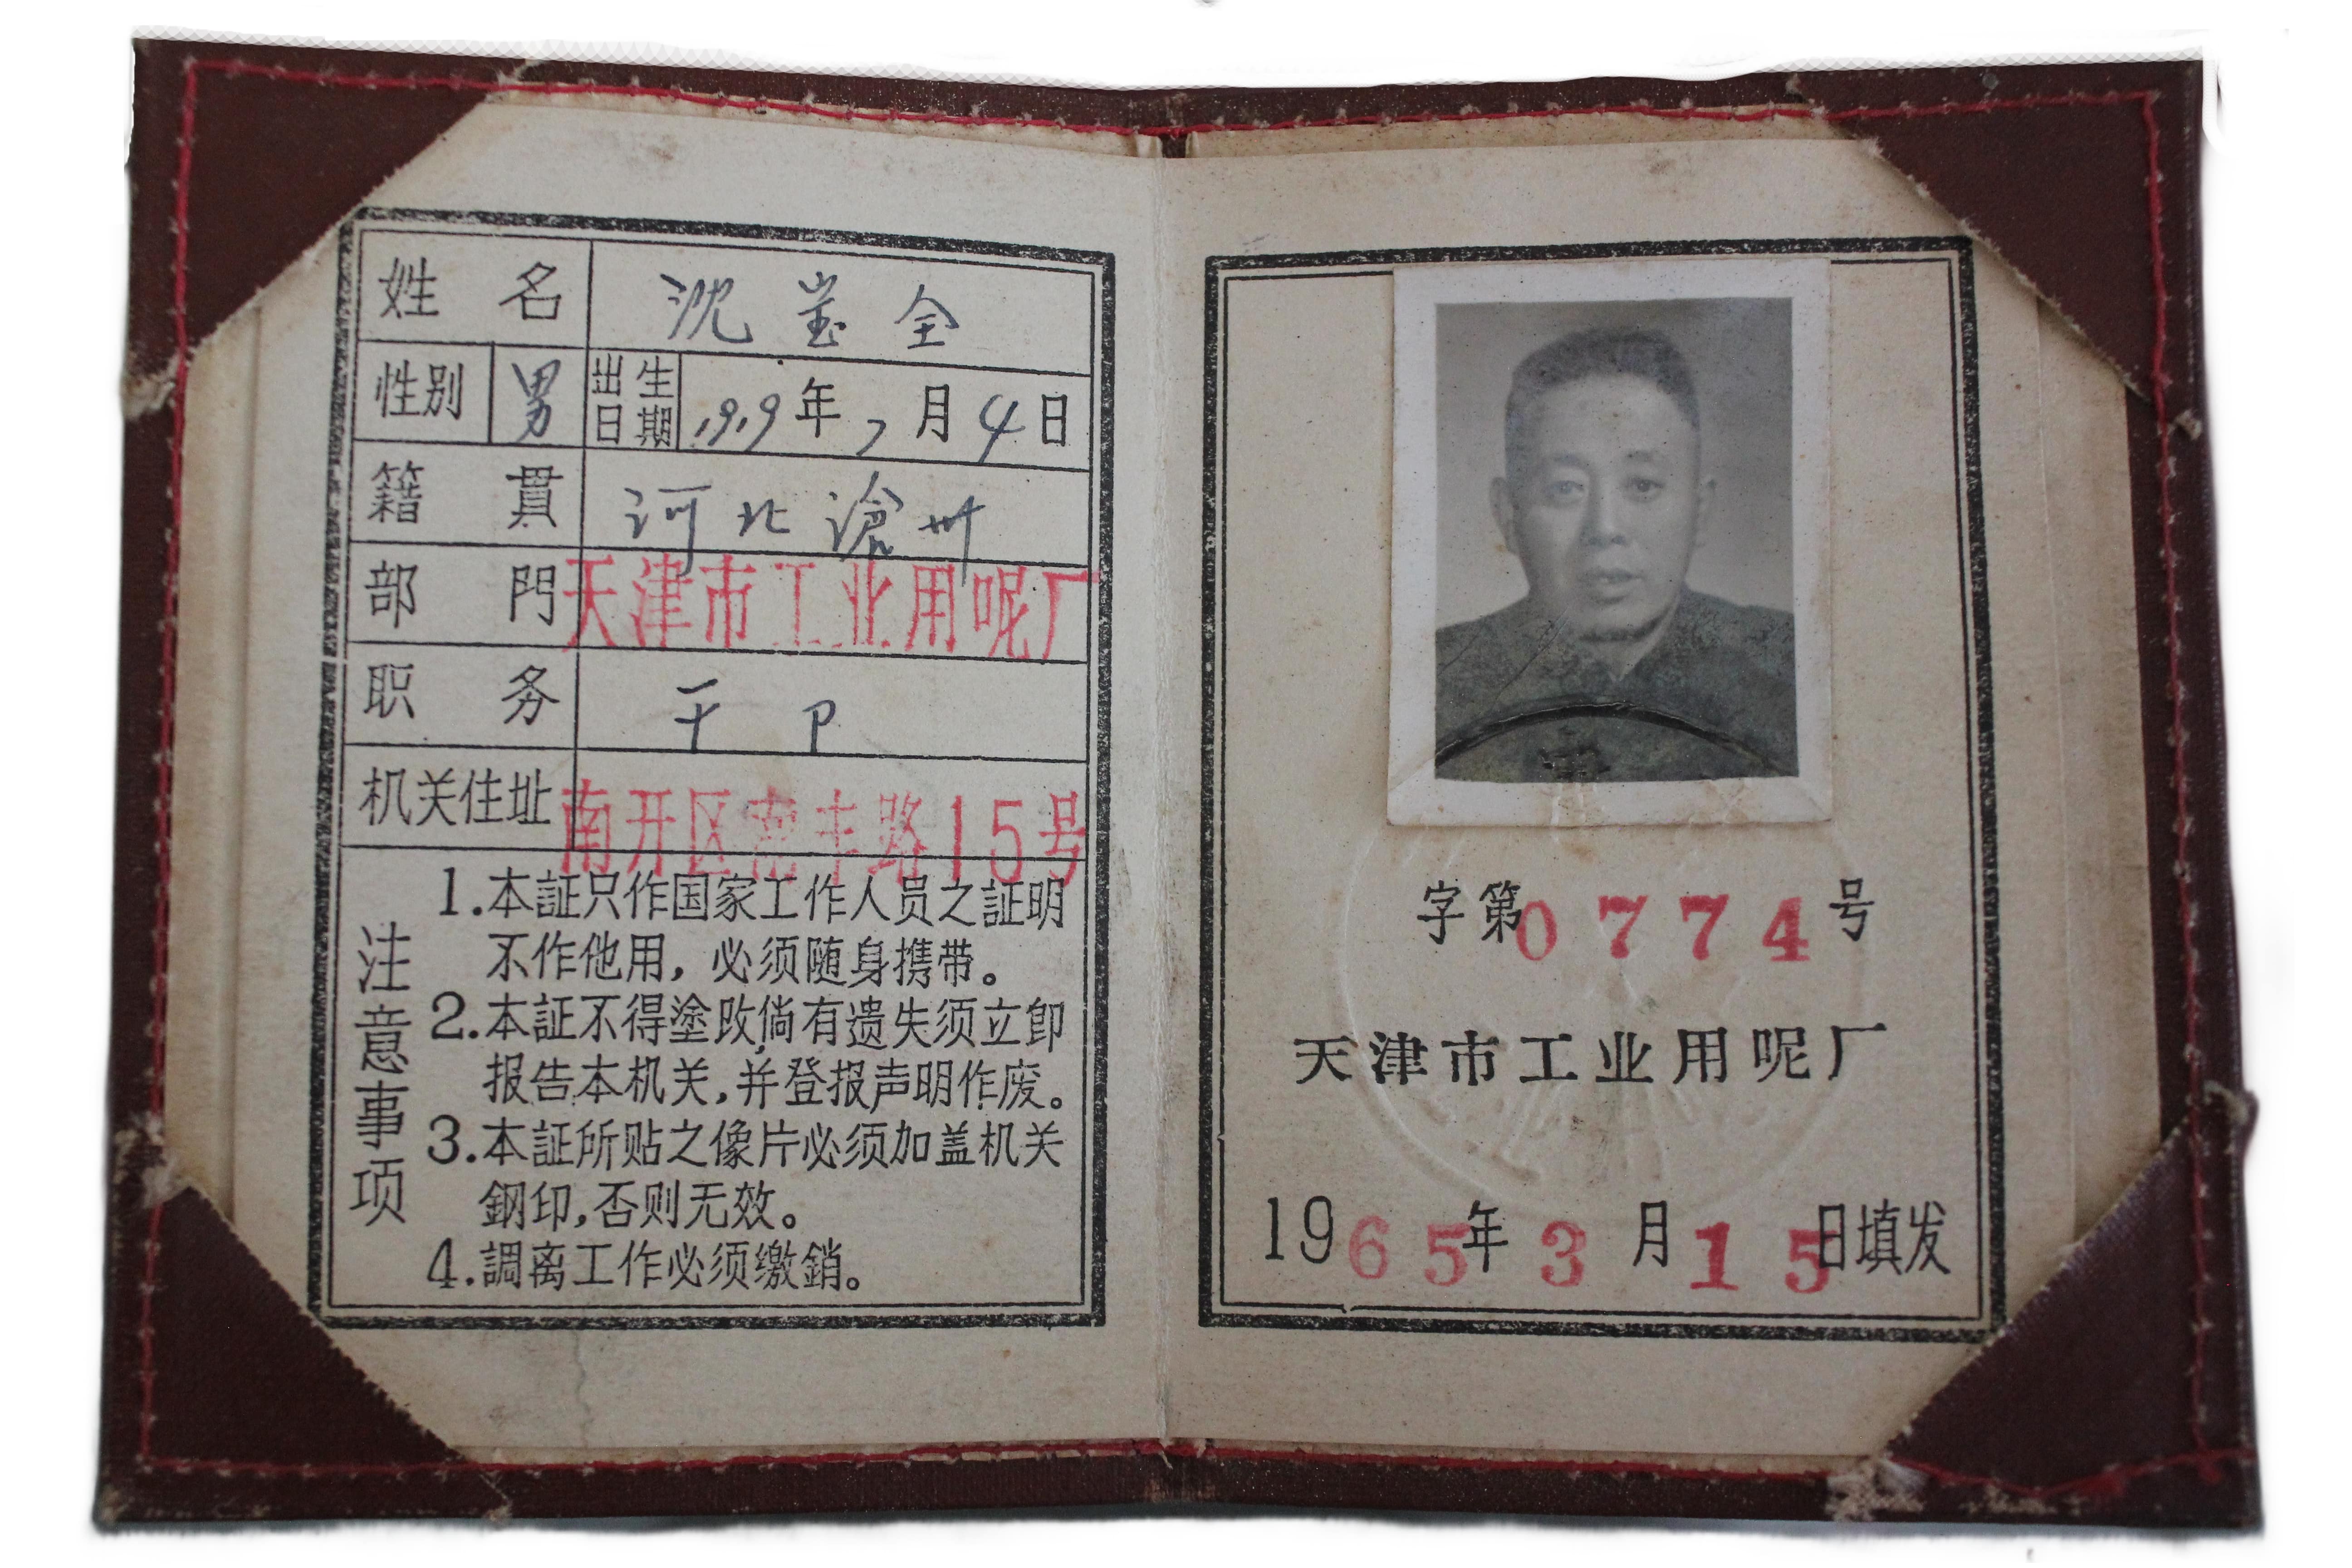 姓名 沈 全
性别 男 出生日期 1919年7月4日
籍貫 河北滄州
部門 天津市工业用呢厂
职务 干卩
机关住址 南开区 丰路15号
注意事项
1.本証只作国家工作人员之証明
不作他用，必须随身携带。
2.本証不得塗改,倘有遗失须立即
报告本机关,并登报声明作废。
3.本証所贴之像片必须加盖机关
鋼印,否则无效。
4.調离工作必须缴銷。
字第0774号
天津市工业用呢厂
1965年3月15日填发